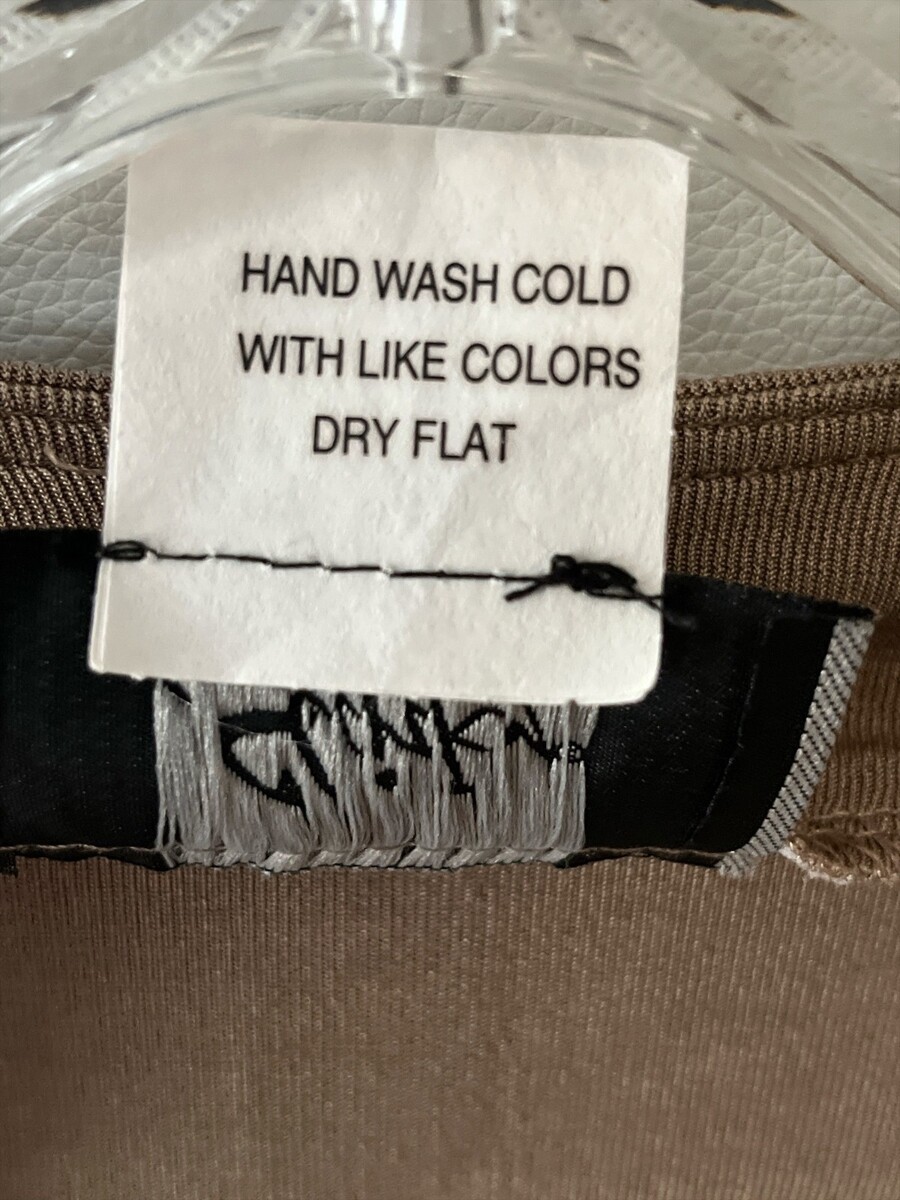 HAND WASH COLD
WITH LIKE COLORS
DRY FLAT